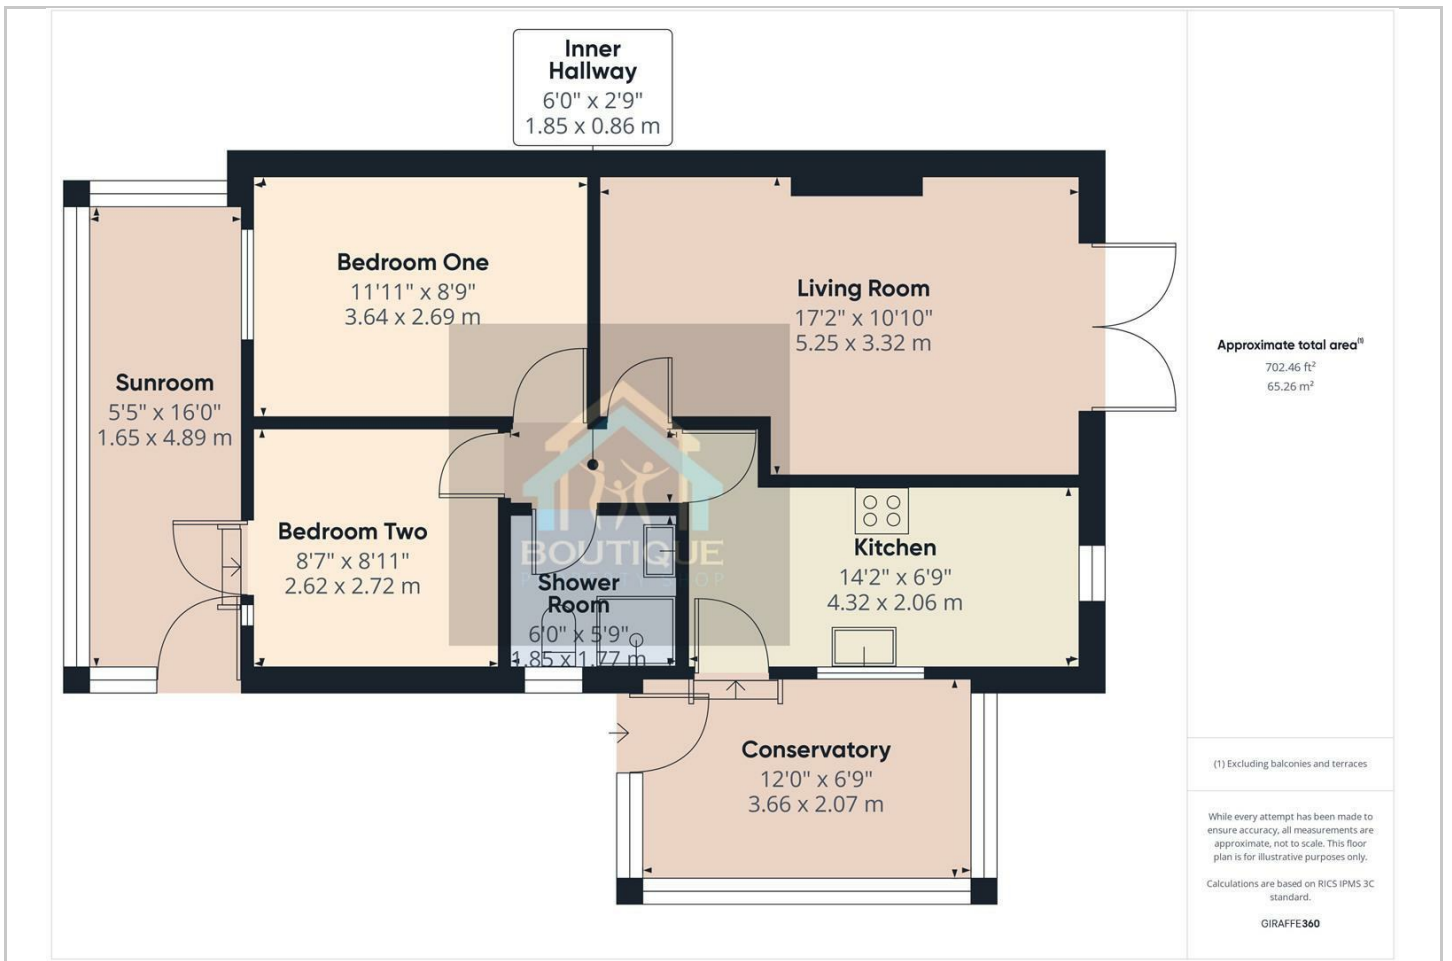 Inner
Hallway
6'0" x 2'9"
1.85 x 0.86 m
Bedroom One
11'11" x 8'9"
3.64 x 2.69 m
Living Room
17'2" x 10'10"
5.25 x 3.32 m
Sunroom
5'5" x 16'0"
1.65 x 4.89 m
Bedroom Two
8'7" x 8'11"
2.62 x 2.72 m
BOUTIQUE
PROPERTY SHOP
Shower
Room
6'0" x 5'9"
1.85 x 1.77 m
Kitchen
14'2" x 6'9"
4.32 x 2.06 m
Conservatory
12'0" x 6'9"
3.66 x 2.07 m
Approximate total area(1)
702.46 ft²
65.26 m²
(1) Excluding balconies and terraces
While every attempt has been made to
ensure accuracy, all measurements are
approximate, not to scale. This floor
plan is for illustrative purposes only.
Calculations are based on RICS IPMS 3C
standard.
GIRAFFE360